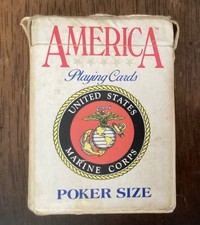 AMERICA
Playing Cards
UNITED STATES
MARINE CORPS
POKER SIZE